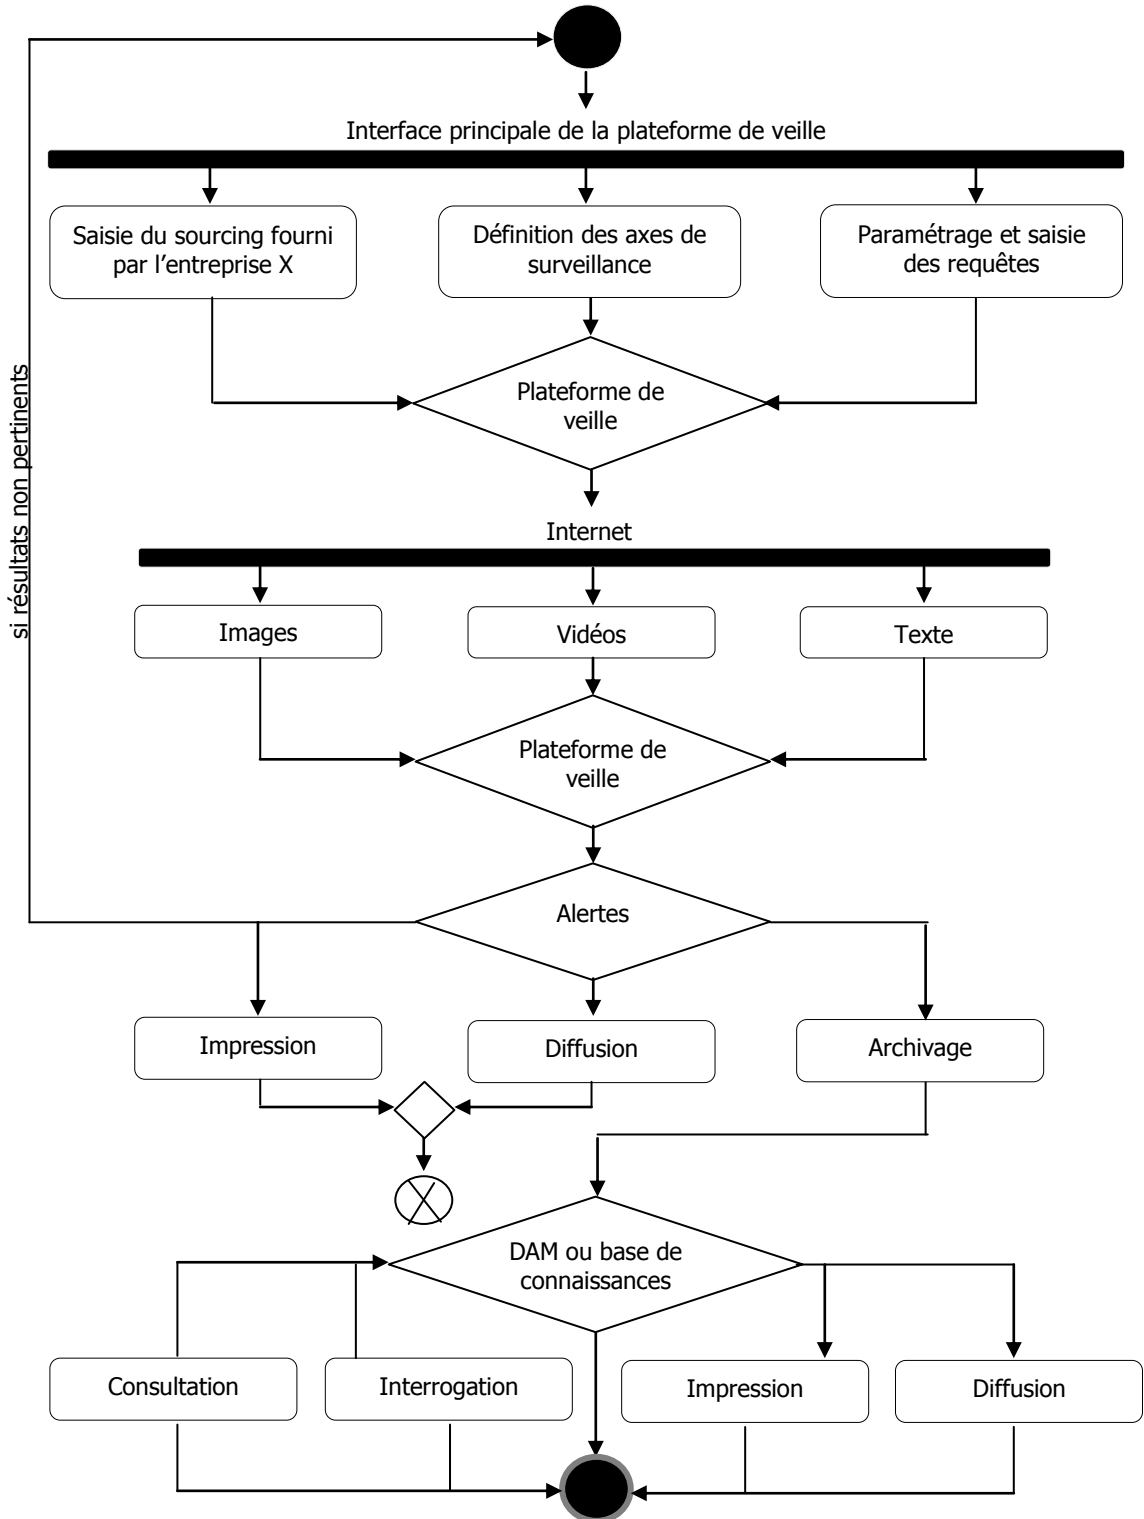 Interface principale de la plateforme de veille
Saisie du sourcing fourni
par l'entreprise X
Définition des axes de
surveillance
Paramétrage et saisie
des requêtes
Plateforme de
veille
si résultats non pertinents
Internet
Images
Vidéos
Texte
Plateforme de
veille
Alertes
Impression
Diffusion
Archivage
DAM ou base de
connaissances
Consultation
Interrogation
Impression
Diffusion